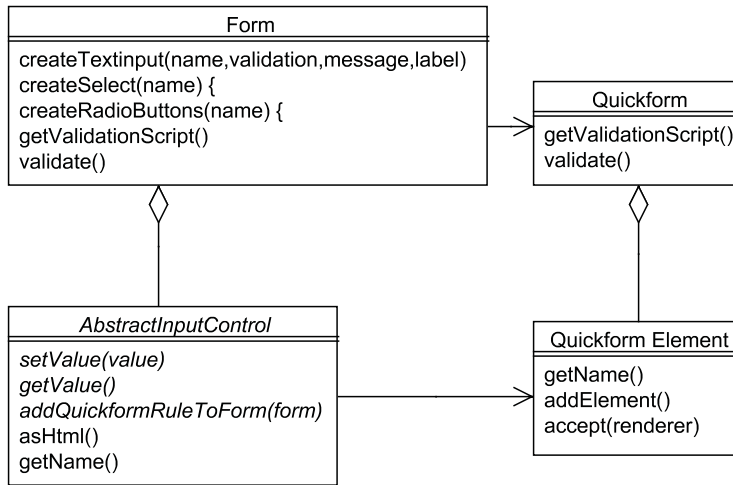 Form
createTextinput(name,validation,message,label)
createSelect(name) {
createRadioButtons(name) {
getValidationScript()
validate()
Quickform
getValidationScript()
validate()
AbstractInputControl
setValue(value)
getValue()
addQuickformRuleToForm(form)
asHtml()
getName()
Quickform Element
getName()
addElement()
accept(renderer)